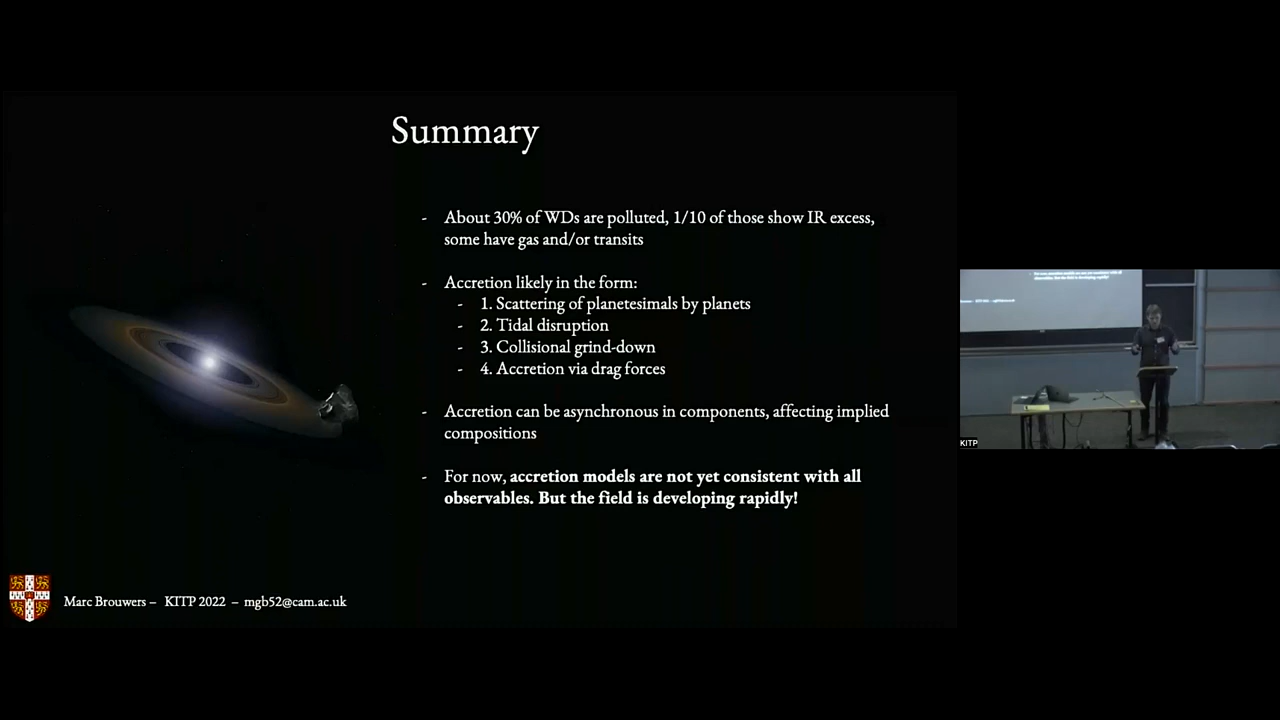 Summary
- About 30% of WDs are polluted, 1/10 of those show IR excess,
some have gas and/or transits
- Accretion likely in the form:
- 1. Scattering of planetesimals by planets
- 2. Tidal disruption
- 3. Collisional grind-down
- 4. Accretion via drag forces
- Accretion can be asynchronous in components, affecting implied
compositions
- For now, accretion models are not yet consistent with all
observables. But the field is developing rapidly!
Marc Brouwers – KITP 2022 – mgb52@cam.ac.uk
KITP